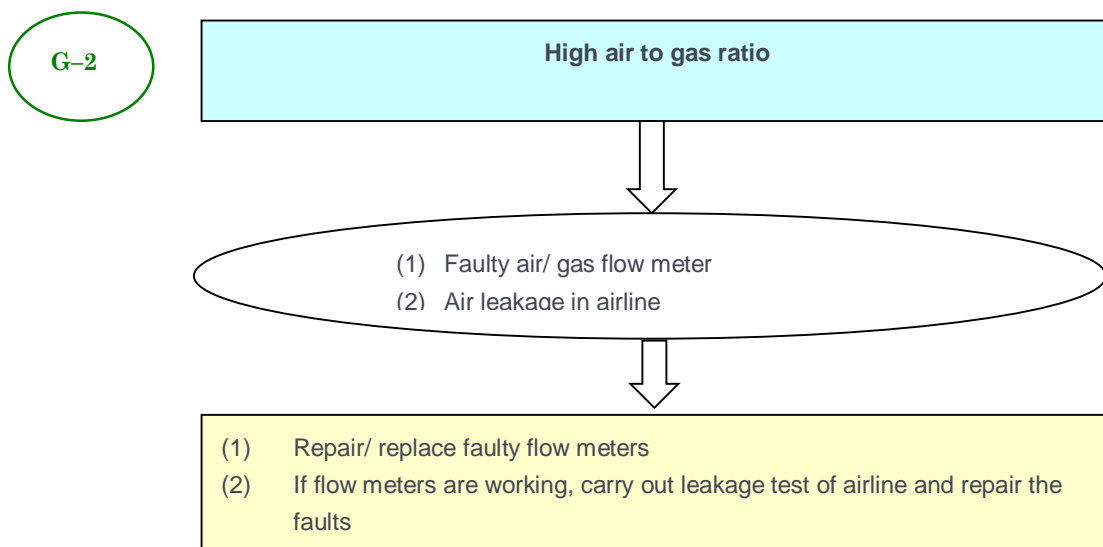 G–2
High air to gas ratio
(1) Faulty air/ gas flow meter
(2) Air leakage in airline
(1) Repair/ replace faulty flow meters
(2) If flow meters are working, carry out leakage test of airline and repair the
faults